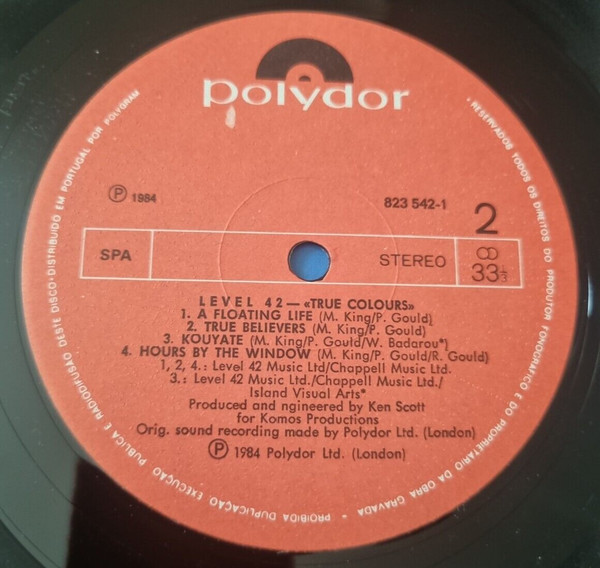 polydor
℗ 1984
823 542-1
2
SPA
STEREO
33⅓
LEVEL 42 — «TRUE COLOURS»
1. A FLOATING LIFE (M. King/P. Gould)
2. TRUE BELIEVERS (M. King/P. Gould)
3. KOUYATE (M. King/P. Gould/W. Badarou*)
4. HOURS BY THE WINDOW (M. King/P. Gould/R. Gould)
1, 2, 4.: Level 42 Music Ltd/Chappell Music Ltd.
3.: Level 42 Music Ltd./Chappell Music Ltd./
Island Visual Arts*
Produced and ngineered by Ken Scott
for Komos Productions
Orig. sound recording made by Polydor Ltd. (London)
℗ 1984 Polydor Ltd. (London)
• RESERVADOS TODOS OS DIREITOS DO PRODUTOR FONOGRÁFICO E DO PROPRIETÁRIO DA OBRA GRAVADA • PROIBIDA DUPLICAÇÃO EXECUÇÃO PUBLICA E RADIODIFUSÃO DESTE DISCO • DISTRIBUIDO EM PORTUGAL POR POLYGRAM